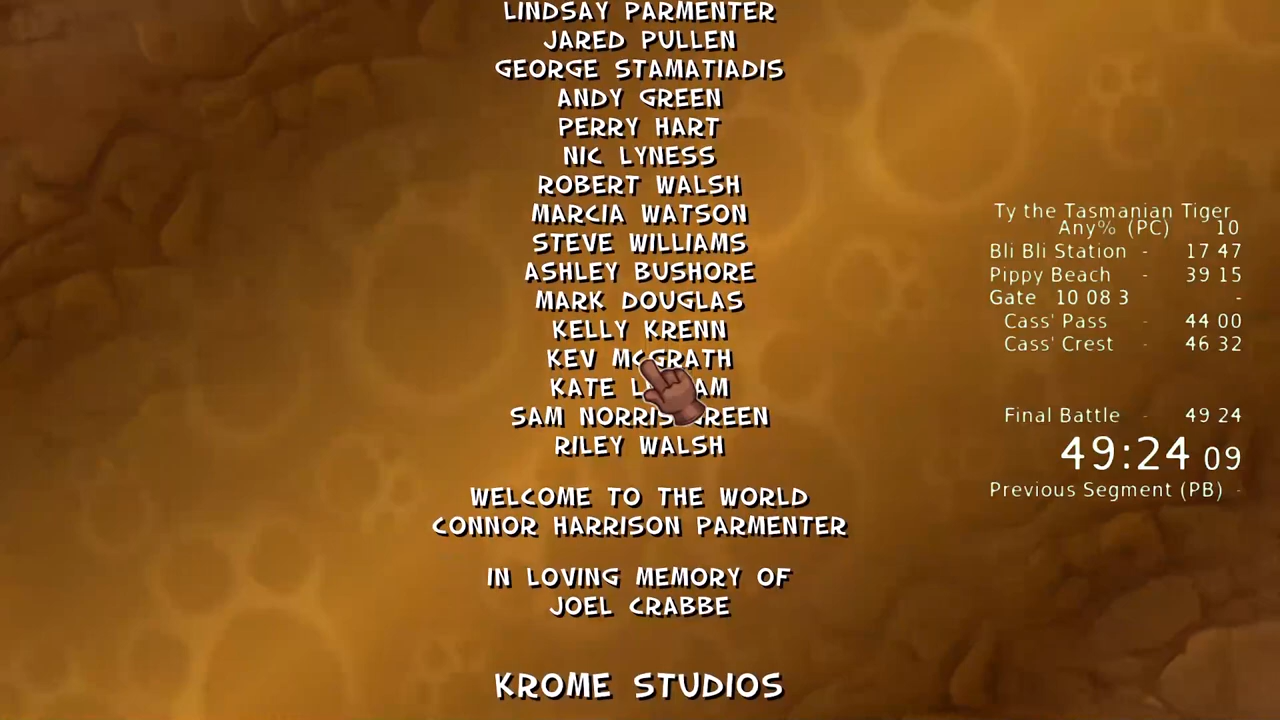 LINDSAY PARMENTER
JARED PULLEN
GEORGE STAMATIADIS
ANDY GREEN
PERRY HART
NIC LYNESS
ROBERT WALSH
MARCIA WATSON
STEVE WILLIAMS
ASHLEY BUSHORE
MARK DOUGLAS
KELLY KRENN
KEV MCGRATH
KATE
SAM NORRIS GREEN
RILEY WALSH
WELCOME TO THE WORLD
CONNOR HARRISON PARMENTER
IN LOVING MEMORY OF
JOEL CRABBE
KROME STUDIOS
Ty the Tasmanian Tiger
Any% (PC) 10
Bli Bli Station - 17 47
Pippy Beach - 39 15
Gate 10 08 3 -
Cass' Pass - 44 00
Cass' Crest - 46 32
Final Battle - 49 24
49:24 09
Previous Segment (PB) -